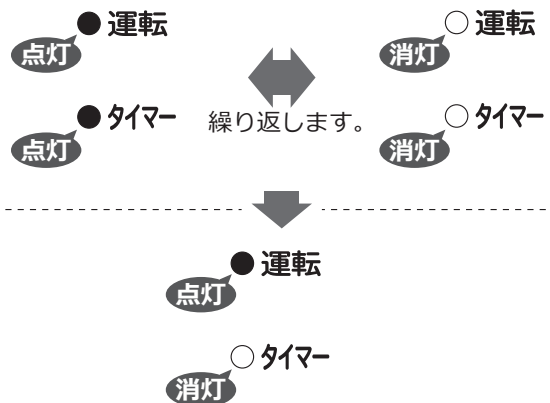 ● 運転
点灯
○ 運転
消灯
● タイマー
点灯
繰り返します。
○ タイマー
消灯
● 運転
点灯
○ タイマー
消灯